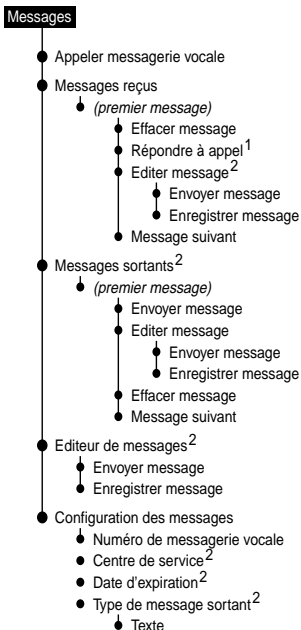 Messages
Appeler messagerie vocale
Messages reçus
(premier message)
Effacer message
Répondre à appel1
Editer message2
Envoyer message
Enregistrer message
Message suivant
Messages sortants2
(premier message)
Envoyer message
Editer message
Envoyer message
Enregistrer message
Effacer message
Message suivant
Editeur de messages2
Envoyer message
Enregistrer message
Configuration des messages
Numéro de messagerie vocale
Centre de service2
Date d'expiration2
Type de message sortant2
Texte